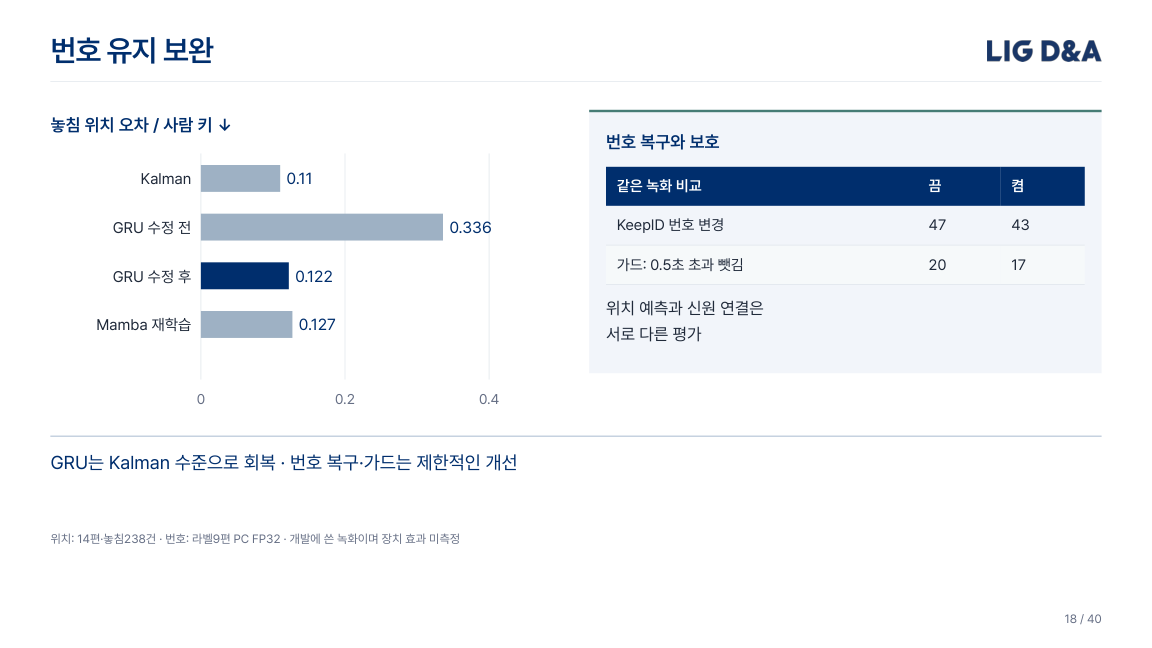 번호 유지 보완
LIG D&A
놓침 위치 오차 / 사람 키 ↓
Kalman
0.11
GRU 수정 전
0.336
GRU 수정 후
0.122
Mamba 재학습
0.127
0
0.2
0.4
번호 복구와 보호
같은 녹화 비교 끔 켬
KeepID 번호 변경 47 43
가드: 0.5초 초과 뺏김 20 17
위치 예측과 신원 연결은
서로 다른 평가
GRU는 Kalman 수준으로 회복 · 번호 복구·가드는 제한적인 개선
위치: 14편·놓침238건 · 번호: 라벨9편 PC FP32 · 개발에 쓴 녹화이며 장치 효과 미측정
18 / 40